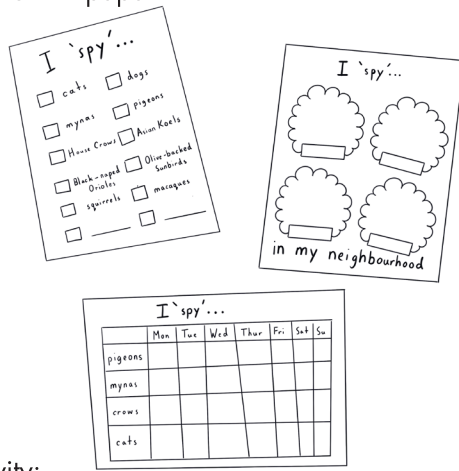 I 'spy'...
cats
dogs
mynas
pigeons
House Crows
Asian Koels
Black-naped Orioles
Olive-backed Sunbirds
squirrels
macaques
I 'spy'...
in my neighbourhood
I 'spy'...
Mon Tue Wed Thur Fri Sat Su
pigeons
mynas
crows
cats